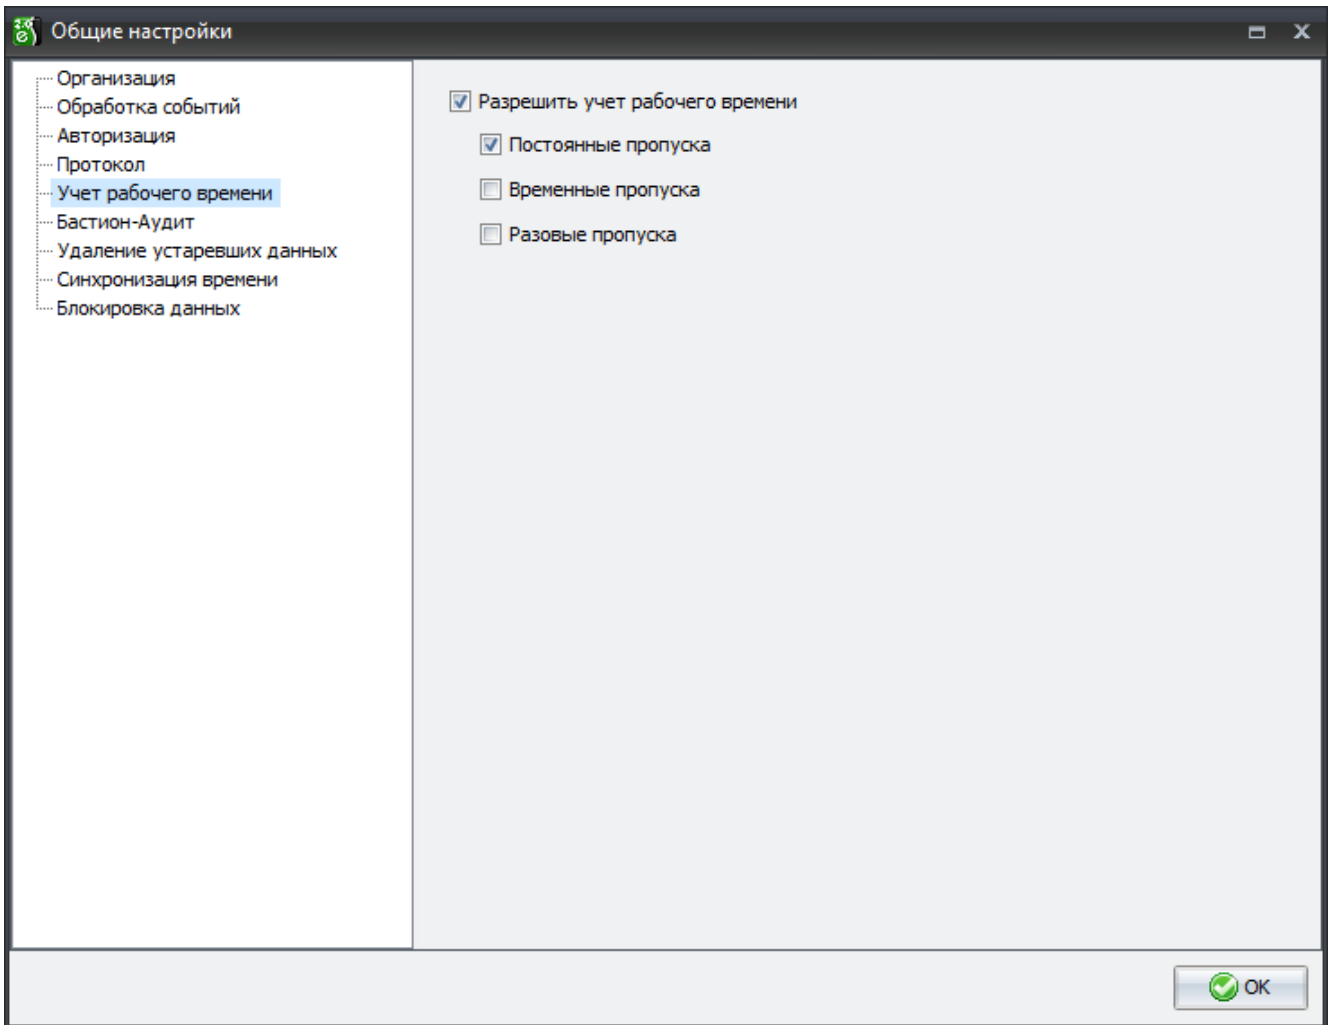 Общие настройки
Организация
Обработка событий
Авторизация
Протокол
Учет рабочего времени
Бастион-Аудит
Удаление устаревших данных
Синхронизация времени
Блокировка данных
Разрешить учет рабочего времени
Постоянные пропуска
Временные пропуска
Разовые пропуска
OK